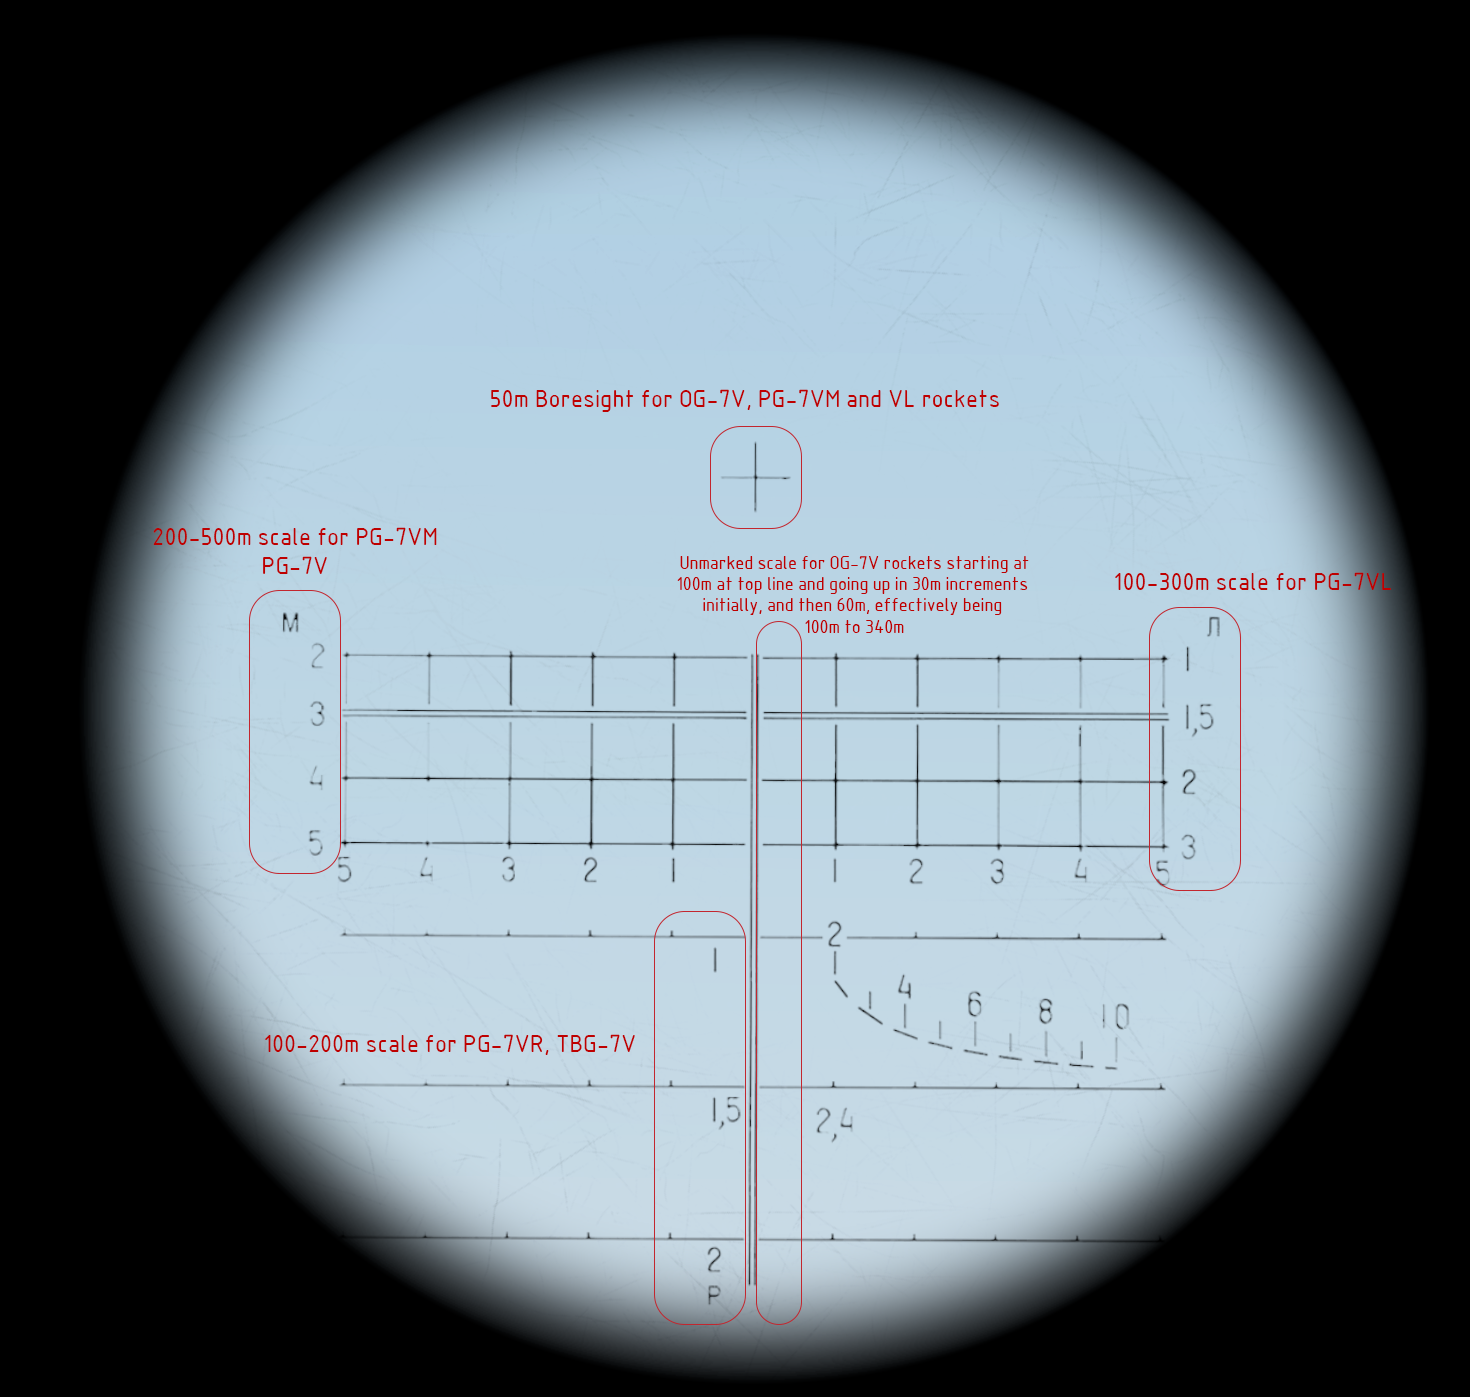 50m Boresight for OG-7V, PG-7VM and VL rockets
200-500m scale for PG-7VM
PG-7V
Unmarked scale for OG-7V rockets starting at
100m at top line and going up in 30m increments
initially, and then 60m, effectively being
100m to 340m
100-300m scale for PG-7VL
М
Л
2
1
3
1,5
4
2
5
3
5 4 3 2 1 1 2 3 4 5
2
1
4 6 8 10
100-200m scale for PG-7VR, TBG-7V
1,5
2,4
2
Р